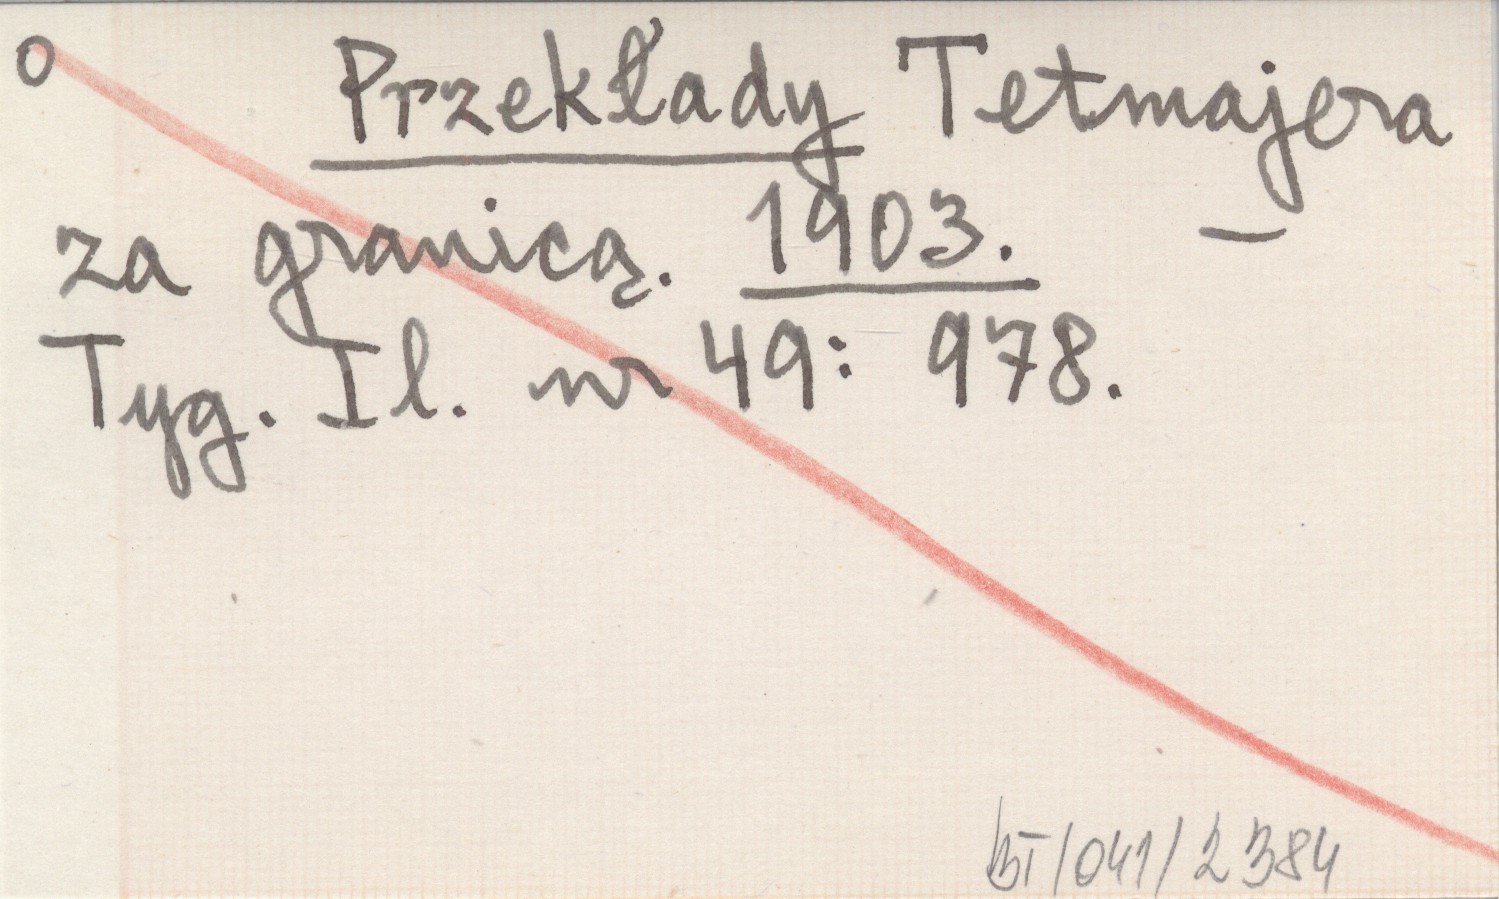 o Przekłady Tetmajera
za granicą. 1903. –
Tyg. Il. nr 49: 978.
BT/041/2384